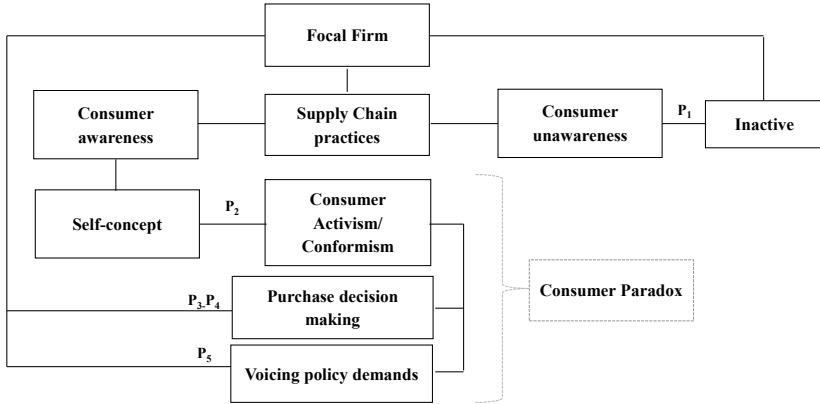 Focal Firm
Consumer
awareness
Supply Chain
practices
Consumer
unawareness
P1
Inactive
Self-concept
P2
Consumer
Activism/
Conformism
Consumer Paradox
P3-P4
Purchase decision
making
P5
Voicing policy demands